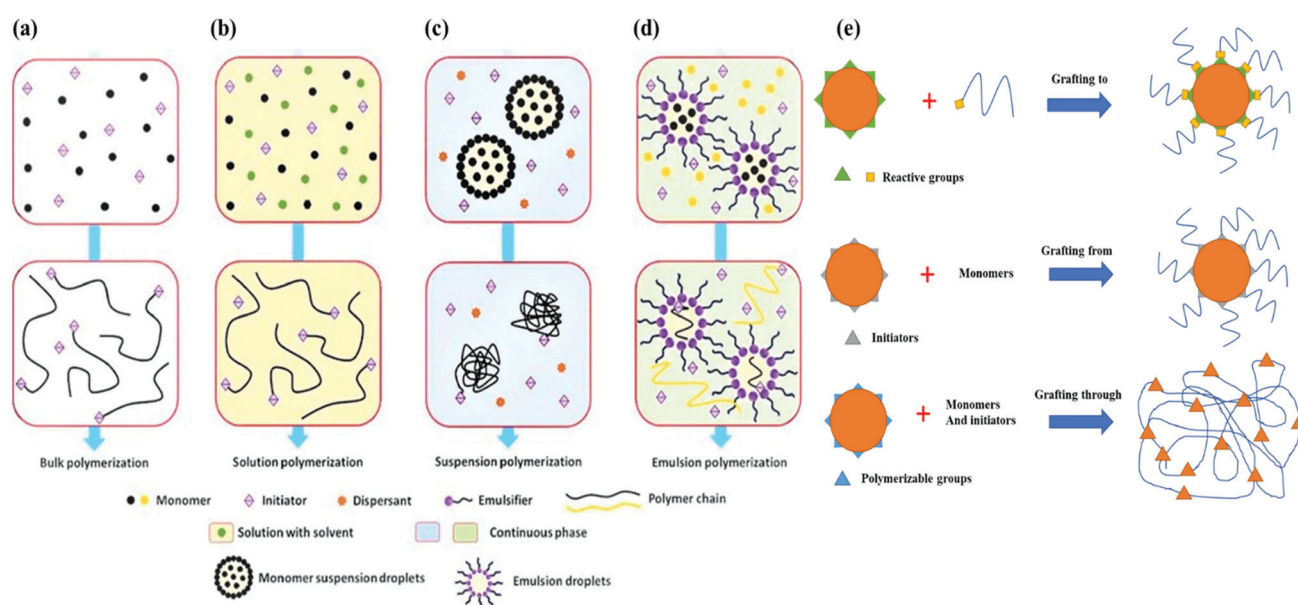 (a)
(b)
(c)
(d)
(e)
Bulk polymerization
Solution polymerization
Suspension polymerization
Emulsion polymerization
Monomer
Initiator
Dispersant
Emulsifier
Polymer chain
Solution with solvent
Continuous phase
Monomer suspension droplets
Emulsion droplets
+
Grafting to
Reactive groups
+
Monomers
Grafting from
Initiators
+
Monomers
And initiators
Grafting through
Polymerizable groups